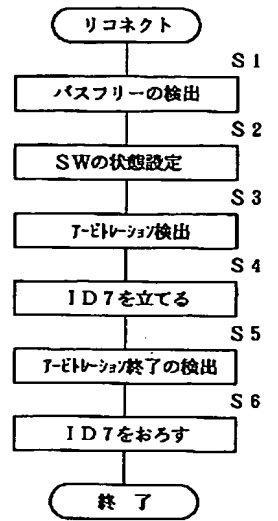 リコネクト
S1
バスフリーの検出
S2
SWの状態設定
S3
ｱｰﾋﾞﾄﾚｰｼｮﾝ検出
S4
ID7を立てる
S5
ｱｰﾋﾞﾄﾚｰｼｮﾝ終了の検出
S6
ID7をおろす
終了